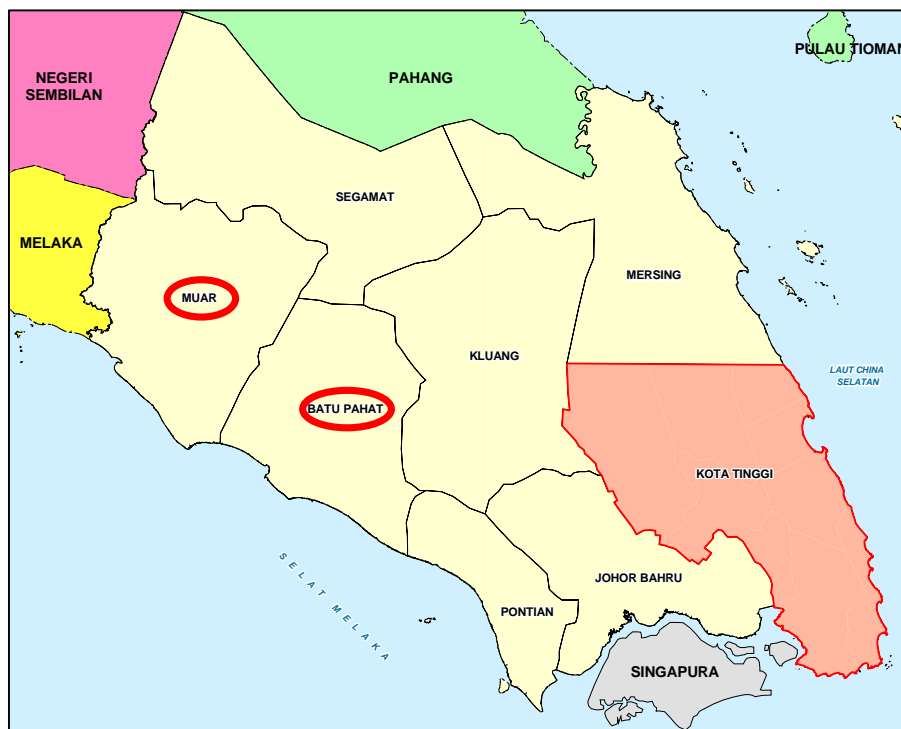 PULAU TIOMAN
NEGERI
SEMBILAN
PAHANG
SEGAMAT
MELAKA
MERSING
MUAR
KLUANG
LAUT CHINA
SELATAN
BATU PAHAT
KOTA TINGGI
SELAT MELAKA
JOHOR BAHRU
PONTIAN
SINGAPURA